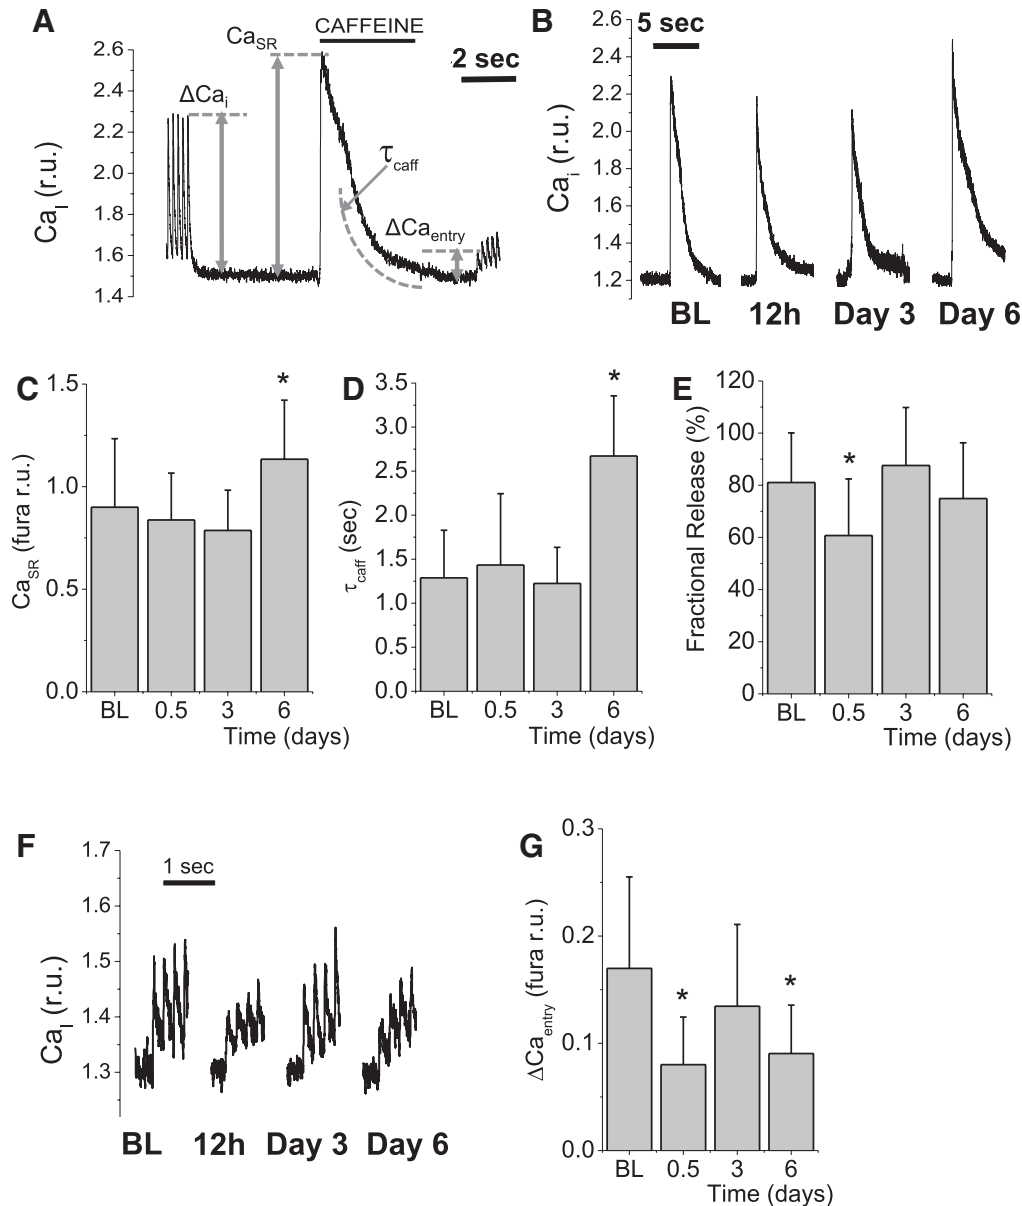 A
CAFFEINE
Ca_SR
2 sec
ΔCa_i
τ_caff
ΔCa_entry
Ca_I (r.u.)
2.6
2.4
2.2
2.0
1.8
1.6
1.4
B
5 sec
Ca_i (r.u.)
2.6
2.4
2.2
2.0
1.8
1.6
1.4
1.2
BL 12h Day 3 Day 6
C
Ca_SR (fura r.u.)
1.5
1.0
0.5
0.0
*
BL 0.5 3 6
Time (days)
D
τ_caff (sec)
3.5
3.0
2.5
2.0
1.5
1.0
0.5
0.0
*
BL 0.5 3 6
Time (days)
E
Fractional Release (%)
120
100
80
60
40
20
0
*
BL 0.5 3 6
Time (days)
F
1 sec
Ca_I (r.u.)
1.7
1.6
1.5
1.4
1.3
BL 12h Day 3 Day 6
G
ΔCa_entry (fura r.u.)
0.3
0.2
0.1
0.0
* *
BL 0.5 3 6
Time (days)